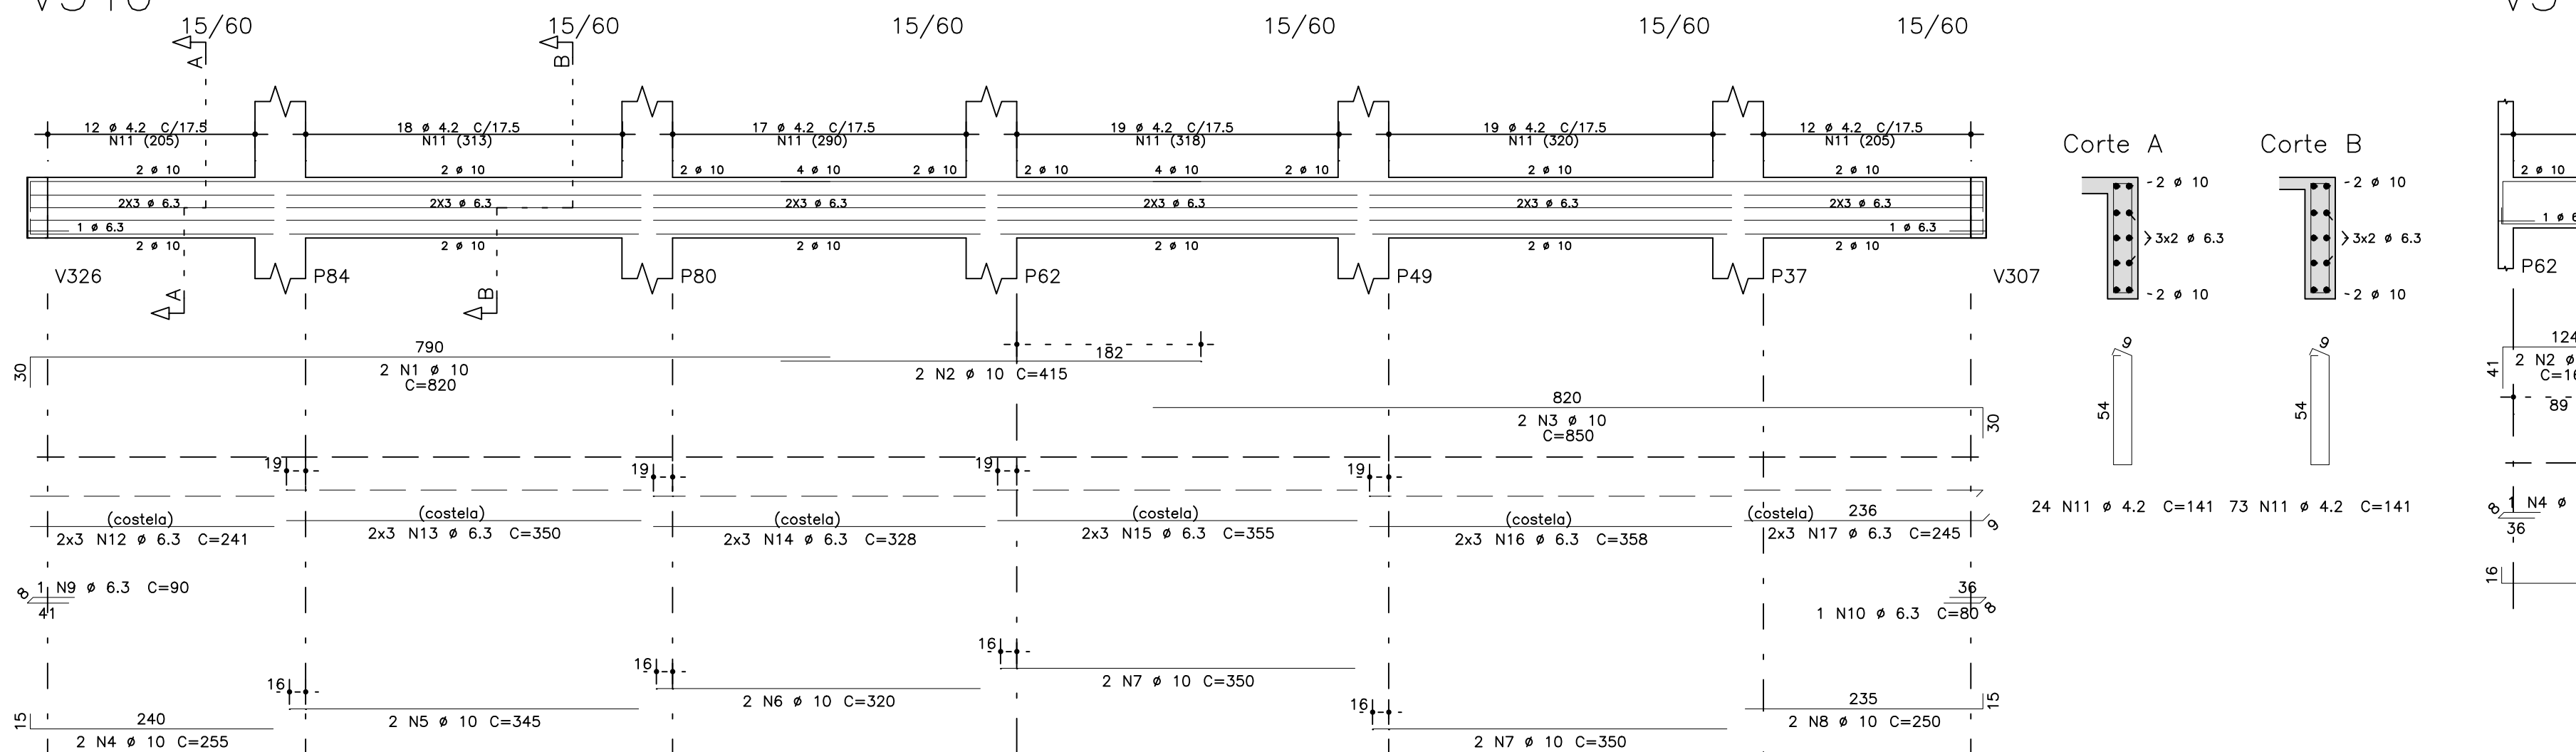 15/60 15/60 15/60 15/60 15/60 15/60
A B
12 ø 4.2 C/17.5 18 ø 4.2 C/17.5 17 ø 4.2 C/17.5 19 ø 4.2 C/17.5 19 ø 4.2 C/17.5 12 ø 4.2 C/17.5
N11 (205) N11 (313) N11 (290) N11 (318) N11 (320) N11 (205)
2 ø 10 2 ø 10 2 ø 10 4 ø 10 2 ø 10 2 ø 10 4 ø 10 2 ø 10 2 ø 10 2 ø 10
2X3 ø 6.3 2X3 ø 6.3 2X3 ø 6.3 2X3 ø 6.3 2X3 ø 6.3 2X3 ø 6.3
1 ø 6.3 1 ø 6.3
2 ø 10 2 ø 10 2 ø 10 2 ø 10 2 ø 10 2 ø 10
V326 P84 P80 P62 P49 P37 V307
A B
Corte A Corte B
-2 ø 10 -2 ø 10
3x2 ø 6.3 3x2 ø 6.3
-2 ø 10 -2 ø 10
9 9
54 54
24 N11 ø 4.2 C=141 73 N11 ø 4.2 C=141
790
30
2 N1 ø 10
C=820
182
2 N2 ø 10 C=415
820
2 N3 ø 10
C=850
30
19 19 19 19
(costela) (costela) (costela) (costela) (costela) (costela) 236
2x3 N12 ø 6.3 C=241 2x3 N13 ø 6.3 C=350 2x3 N14 ø 6.3 C=328 2x3 N15 ø 6.3 C=355 2x3 N16 ø 6.3 C=358 2x3 N17 ø 6.3 C=245
9
1 N9 ø 6.3 C=90
8
41
36
1 N10 ø 6.3 C=80
8
16 16 16 16
15 240
2 N4 ø 10 C=255
2 N5 ø 10 C=345
2 N6 ø 10 C=320
2 N7 ø 10 C=350
2 N7 ø 10 C=350
235
15
2 N8 ø 10 C=250
2 ø 10
1 ø
P62
41
2 N2 ø
89
1 N4 ø
8
36
16